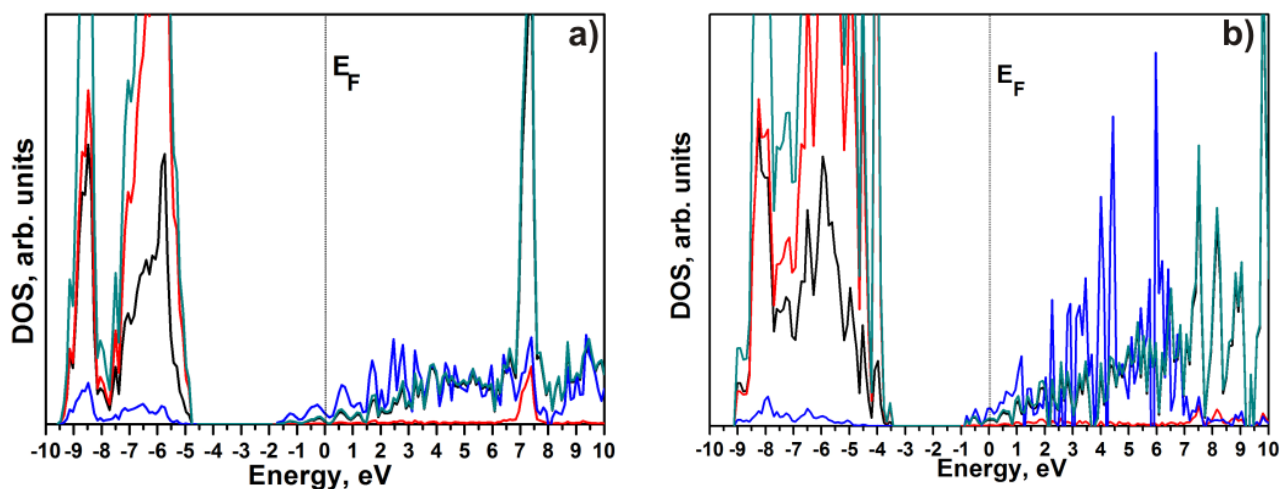 a)
E_F
DOS, arb. units
-10 -9 -8 -7 -6 -5 -4 -3 -2 -1 0 1 2 3 4 5 6 7 8 9 10
Energy, eV
b)
E_F
DOS, arb. units
-10 -9 -8 -7 -6 -5 -4 -3 -2 -1 0 1 2 3 4 5 6 7 8 9 10
Energy, eV